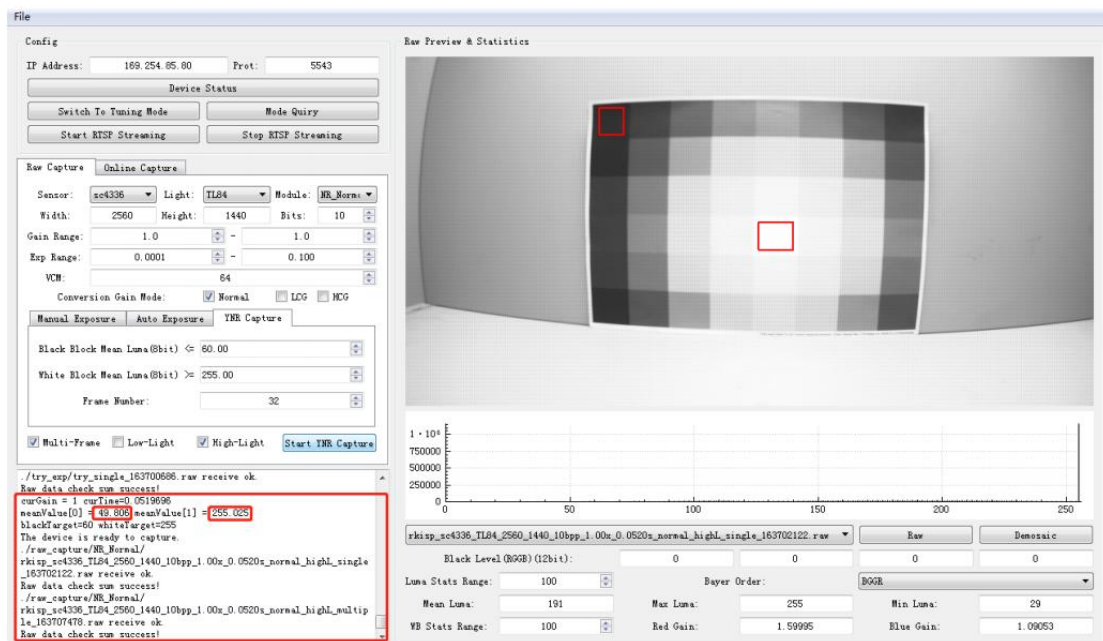 File
Config
IP Address: 169.254.85.80 Prot: 5543
Device Status
Switch To Tuning Mode Mode Quiry
Start RTSP Streaming Stop RTSP Streaming
Raw Capture Online Capture
Sensor: sc4336 Light: TL84 Module: NR_Norm
Width: 2560 Height: 1440 Bits: 10
Gain Range: 1.0 - 1.0
Exp Range: 0.0001 - 0.100
VCM: 64
Conversion Gain Mode: Normal LCG HCG
Manual Exposure Auto Exposure YNR Capture
Black Block Mean Luma(8bit) <= 60.00
White Block Mean Luma(8bit) >= 255.00
Frame Number: 32
Multi-Frame Low-Light High-Light Start YNR Capture
./try_exp/try_single_163700686.raw receive ok.
Raw data check sum success!
curGain = 1 curTime=0.0519696
meanValue[0] = 49.806 meanValue[1] = 255.025
blackTarget=60 whiteTarget=255
The device is ready to capture.
./raw_capture/NR_Normal/
rkisp_sc4336_TL84_2560_1440_10bpp_1.00x_0.0520s_normal_highL_single
_163702122.raw receive ok.
Raw data check sum success!
./raw_capture/NR_Normal/
rkisp_sc4336_TL84_2560_1440_10bpp_1.00x_0.0520s_normal_highL_multip
le_163707478.raw receive ok.
Raw data check sum success!
Raw Preview & Statistics
1·10⁶
750000
500000
250000
0
0 50 100 150 200 250
rkisp_sc4336_TL84_2560_1440_10bpp_1.00x_0.0520s_normal_highL_single_163702122.raw Raw Demosaic
Black Level(RGGB)(12bit): 0 0 0 0
Luma Stats Range: 100 Bayer Order: BGGR
Mean Luma: 191 Max Luma: 255 Min Luma: 29
WB Stats Range: 100 Red Gain: 1.59995 Blue Gain: 1.09053